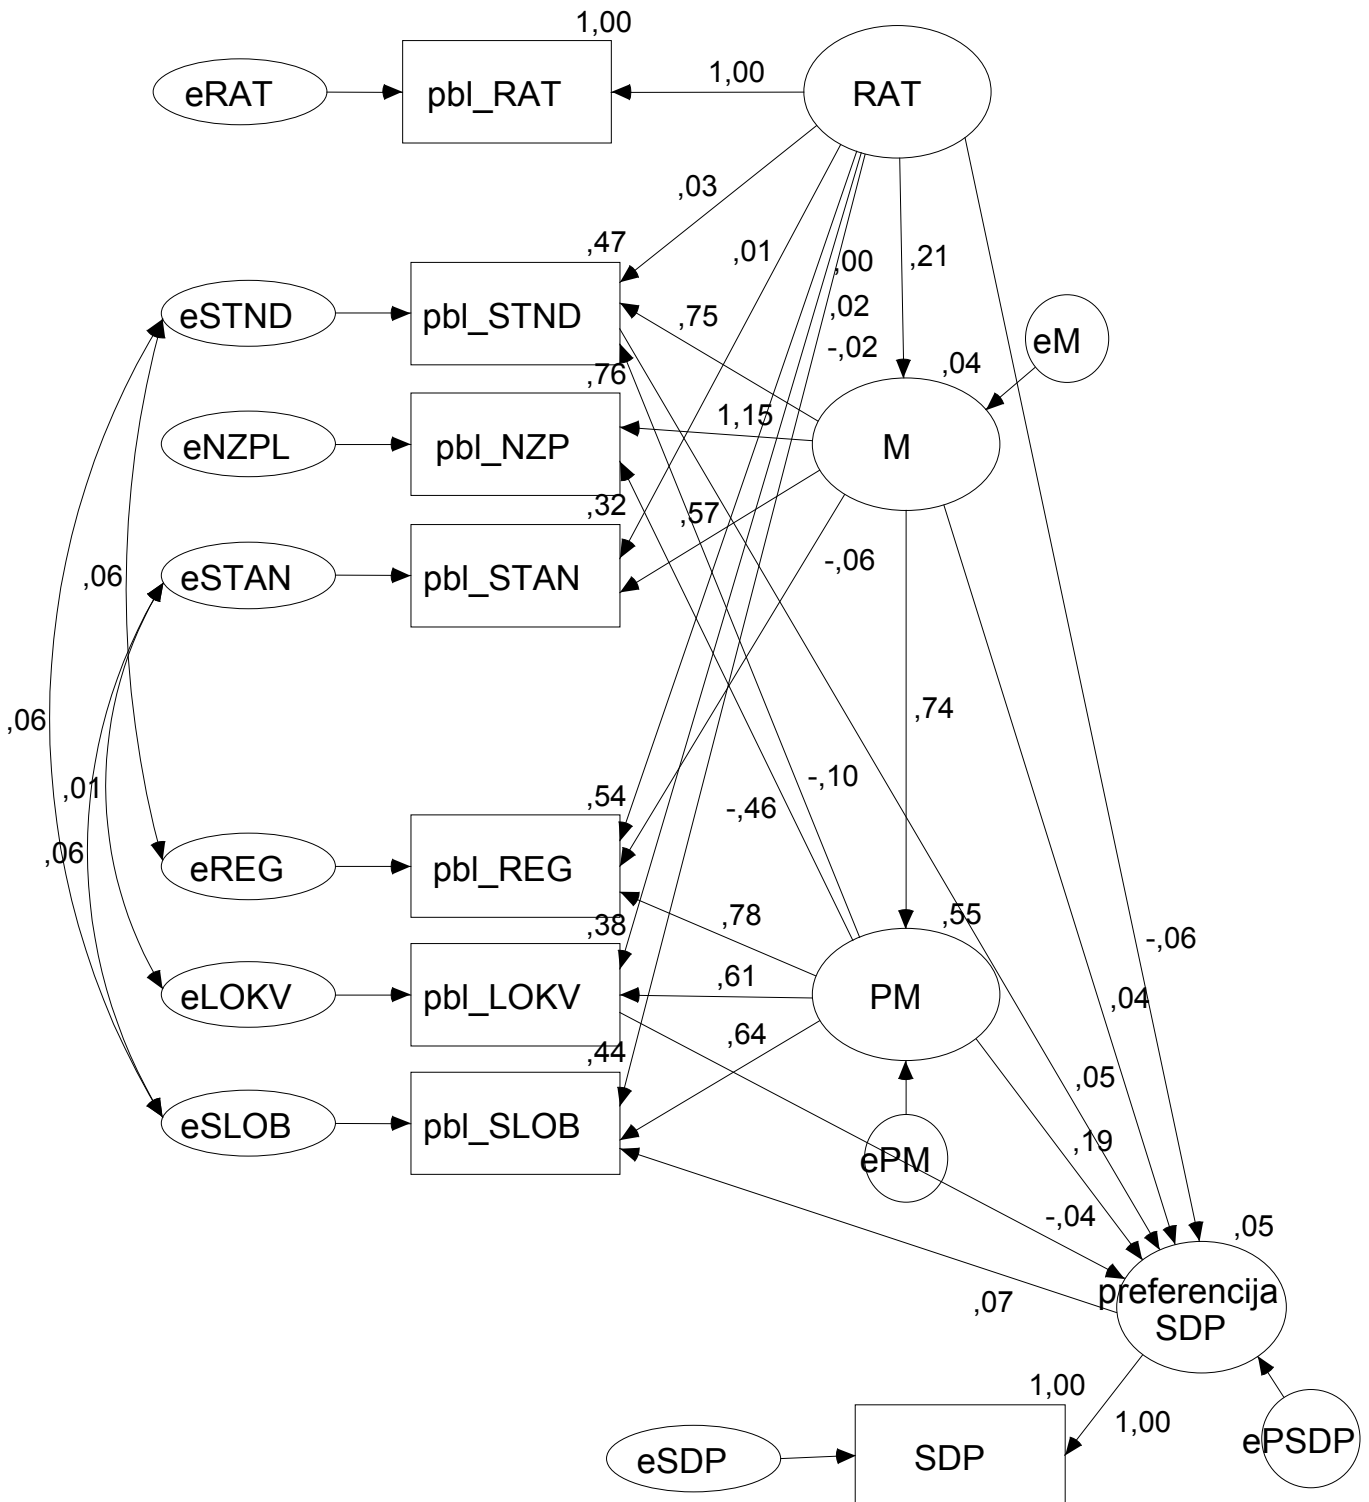 1,00
eRAT
pbl_RAT
1,00
RAT
,03
,47
,01
,00
,21
eSTND
pbl_STND
,75
,02
-,02
eM
,76
,04
eNZPL
pbl_NZP
1,15
M
,32
,57
,06
eSTAN
pbl_STAN
-,06
,06
,74
,01
-,10
,54
-,46
,06
eREG
pbl_REG
,78
,38
,55
-,06
eLOKV
pbl_LOKV
,61
PM
,04
,44
,64
,05
eSLOB
pbl_SLOB
ePM
,19
-,04
,05
,07
preferencija
SDP
1,00
1,00
eSDP
SDP
ePSDP